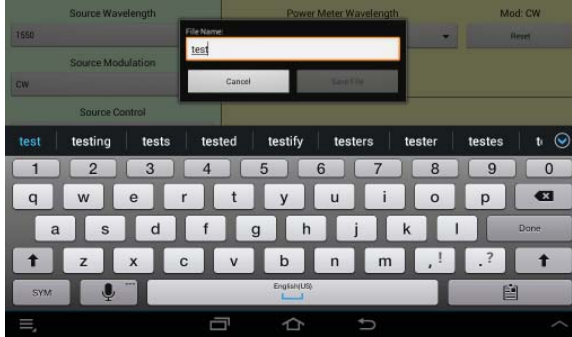 Source Wavelength Power Meter Wavelength Mod: CW
1550 Reset
File Name:
test
Source Modulation
Cancel Save File
CW
Source Control
test testing tests tested testify testers tester testes t
1 2 3 4 5 6 7 8 9 0
q w e r t y u i o p
a s d f g h j k l Done
z x c v b n m , ! . ?
SYM English(US)